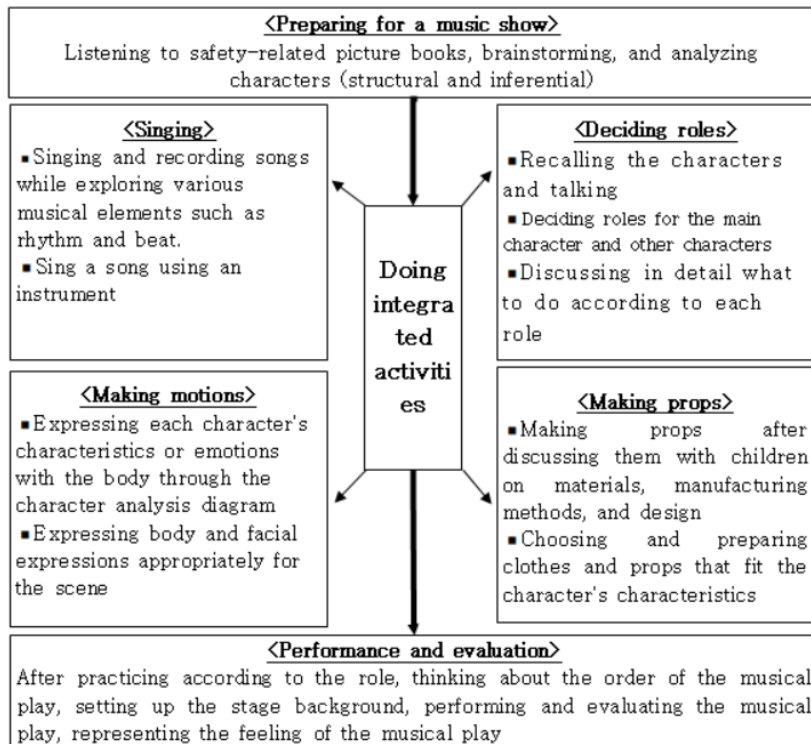 <Preparing for a music show>
Listening to safety-related picture books, brainstorming, and analyzing
characters (structural and inferential)
<Singing>
▪Singing and recording songs
while exploring various
musical elements such as
rhythm and beat.
▪Sing a song using an
instrument
<Deciding roles>
▪Recalling the characters
and talking
▪Deciding roles for the main
character and other characters
▪Discussing in detail what
to do according to each
role
Doing
integra
ted
activiti
es
<Making motions>
▪Expressing each character's
characteristics or emotions
with the body through the
character analysis diagram
▪Expressing body and facial
expressions appropriately for
the scene
<Making props>
▪Making props after
discussing them with children
on materials, manufacturing
methods, and design
▪Choosing and preparing
clothes and props that fit the
character's characteristics
<Performance and evaluation>
After practicing according to the role, thinking about the order of the musical
play, setting up the stage background, performing and evaluating the musical
play, representing the feeling of the musical play